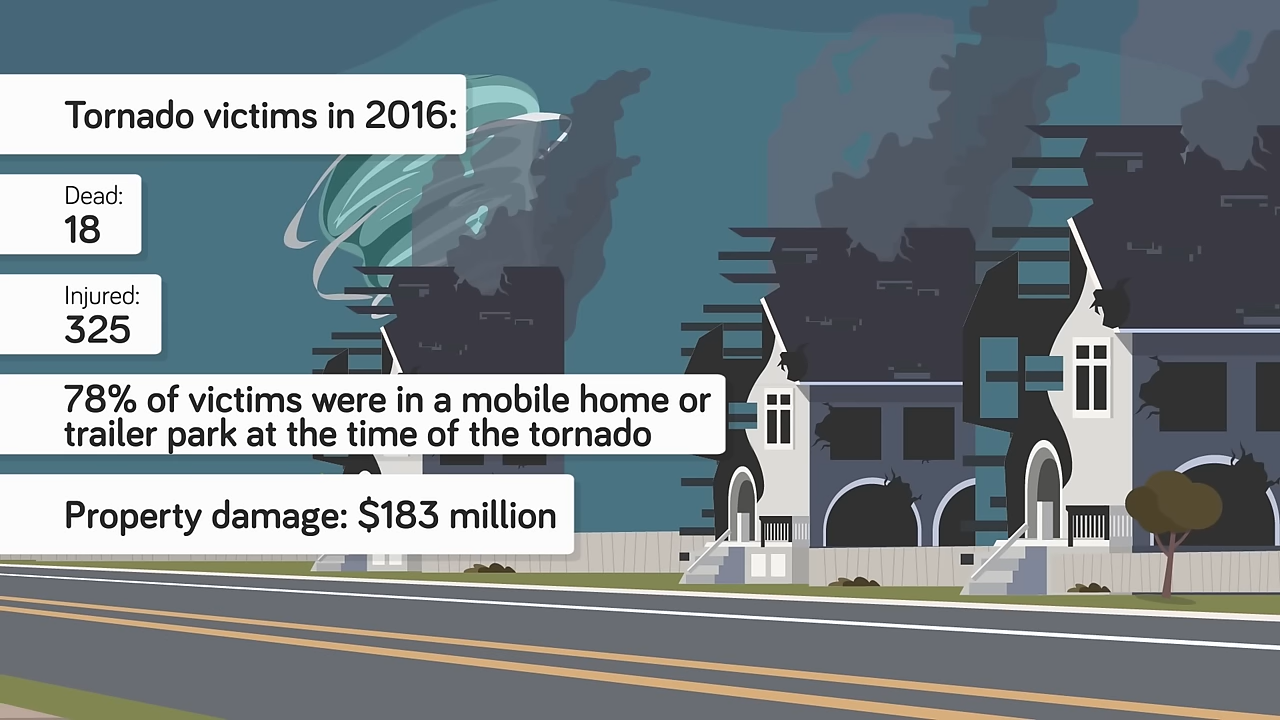 Tornado victims in 2016:
Dead:
18
Injured:
325
78% of victims were in a mobile home or
trailer park at the time of the tornado
Property damage: $183 million